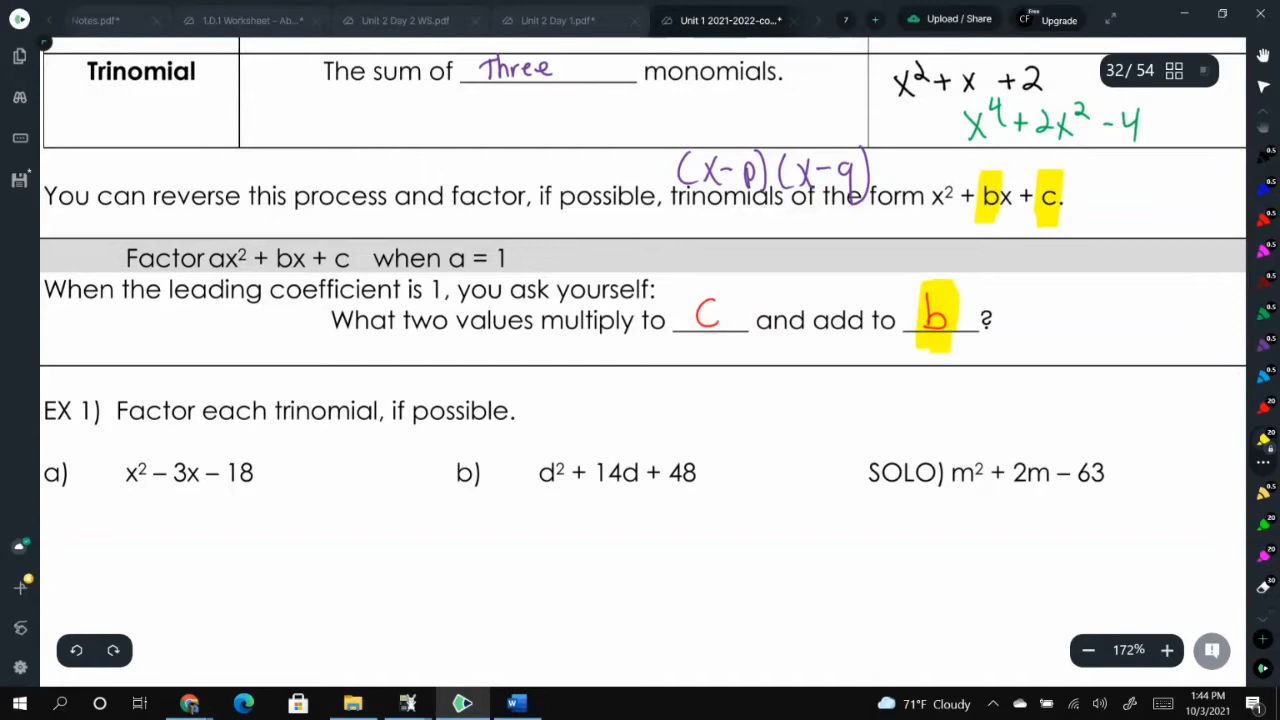 Notes.pdf*
1.D.1 Worksheet - Ab...*
Unit 2 Day 2 WS.pdf
Unit 2 Day 1.pdf*
Unit 1 2021-2022-co...*
7
Upload / Share
CF
Free
Upgrade
Trinomial
The sum of Three monomials.
x² + x + 2
32/ 54
x⁴ + 2x² - 4
(x-p)(x-q)
You can reverse this process and factor, if possible, trinomials of the form x² + bx + c.
Factor ax² + bx + c when a = 1
When the leading coefficient is 1, you ask yourself:
What two values multiply to C and add to b?
EX 1) Factor each trinomial, if possible.
a) x² – 3x – 18
b) d² + 14d + 48
SOLO) m² + 2m – 63
172%
71°F Cloudy
1:44 PM
10/3/2021